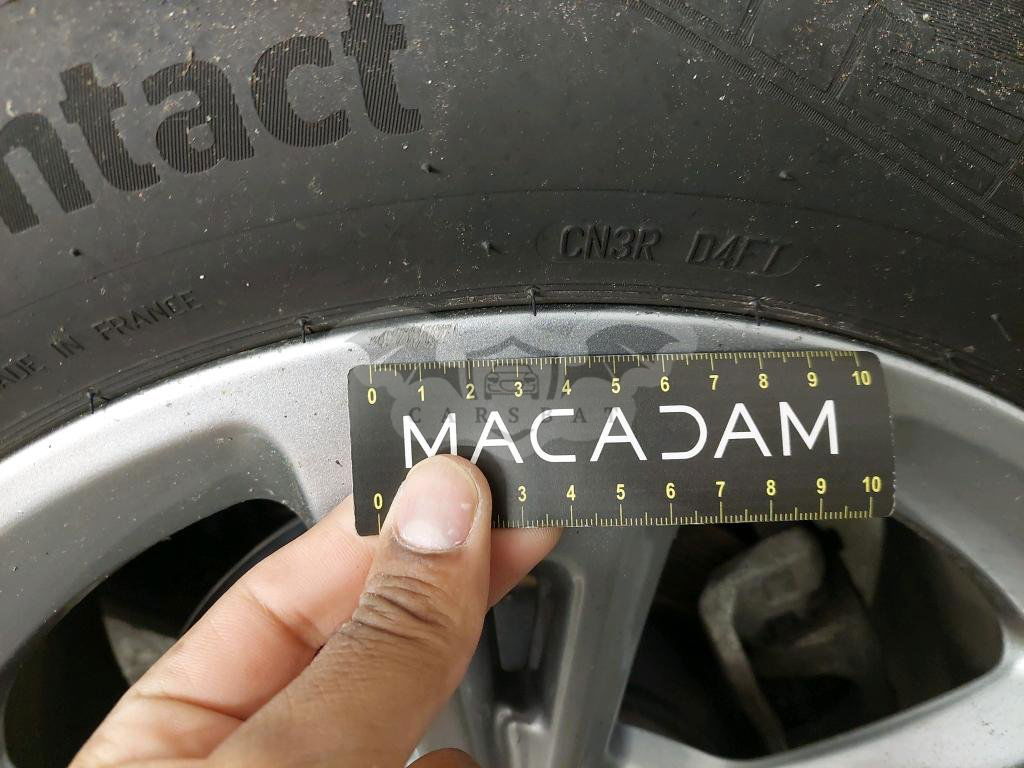 ntact
CN3R D4FT
MADE IN FRANCE
0 1 2 3 4 5 6 7 8 9 10
CARSBAZ
MACADAM
0 3 4 5 6 7 8 9 10